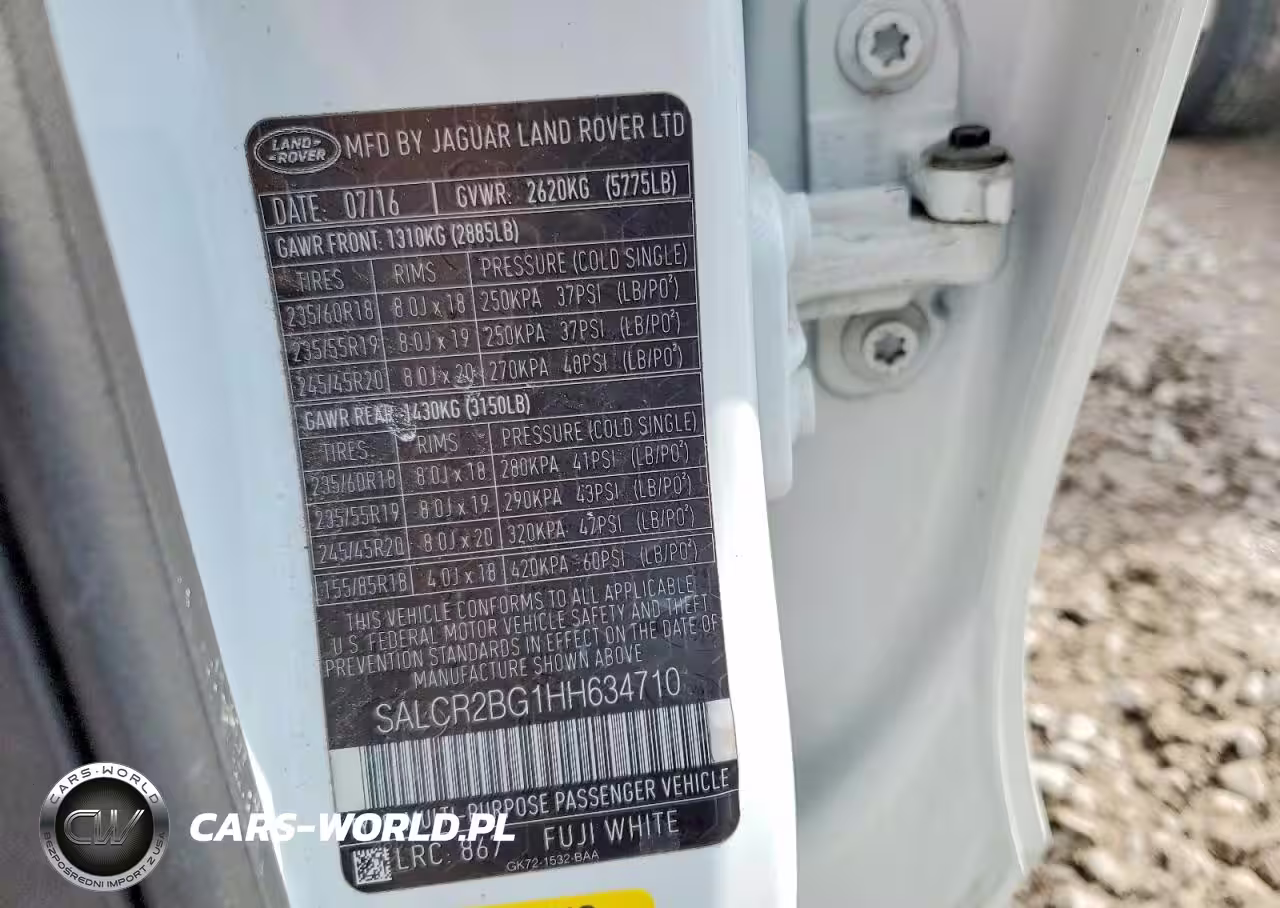 LAND-
-ROVER
MFD BY JAGUAR LAND ROVER LTD
DATE: 07/16 GVWR: 2620KG (5775LB)
GAWR FRONT: 1310KG (2885LB)
TIRES RIMS PRESSURE (COLD SINGLE)
235/60R18 8.0J x 18 250KPA 37PSI (LB/PO²)
235/55R19 8.0J x 19 250KPA 37PSI (LB/PO²)
245/45R20 8.0J x 20 270KPA 40PSI (LB/PO²)
GAWR REAR: 1430KG (3150LB)
TIRES RIMS PRESSURE (COLD SINGLE)
235/60R18 8.0J x 18 280KPA 41PSI (LB/PO²)
235/55R19 8.0J x 19 290KPA 43PSI (LB/PO²)
245/45R20 8.0J x 20 320KPA 47PSI (LB/PO²)
155/85R18 4.0J x 18 420KPA 60PSI (LB/PO²)
THIS VEHICLE CONFORMS TO ALL APPLICABLE
U.S. FEDERAL MOTOR VEHICLE SAFETY AND THEFT
PREVENTION STANDARDS IN EFFECT ON THE DATE OF
MANUFACTURE SHOWN ABOVE
SALCR2BG1HH634710
MULTI-PURPOSE PASSENGER VEHICLE
LRC: 867 FUJI WHITE
GK72-1532-BAA
CARS-WORLD
CW
BEZPOŚREDNI IMPORT Z USA
CARS-WORLD.PL